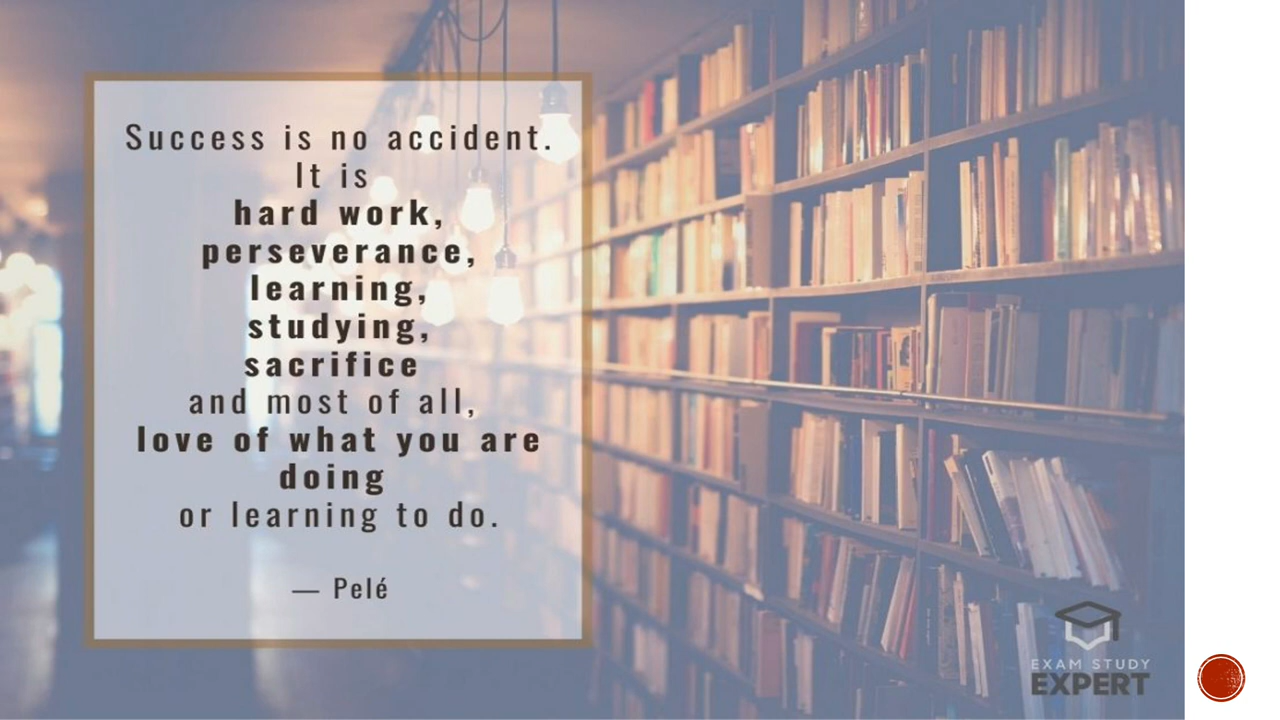 Success is no accident.
It is
hard work,
perseverance,
learning,
studying,
sacrifice
and most of all,
love of what you are
doing
or learning to do.
— Pelé
EXAM STUDY
EXPERT